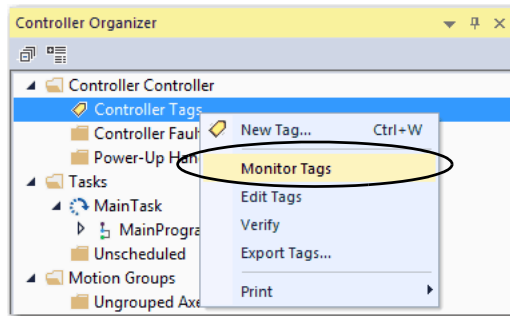 Controller Organizer
Controller Controller
Controller Tags
Controller Faul
Power-Up Han
Tasks
MainTask
MainProgra
Unscheduled
Motion Groups
Ungrouped Axe
New Tag... Ctrl+W
Monitor Tags
Edit Tags
Verify
Export Tags...
Print